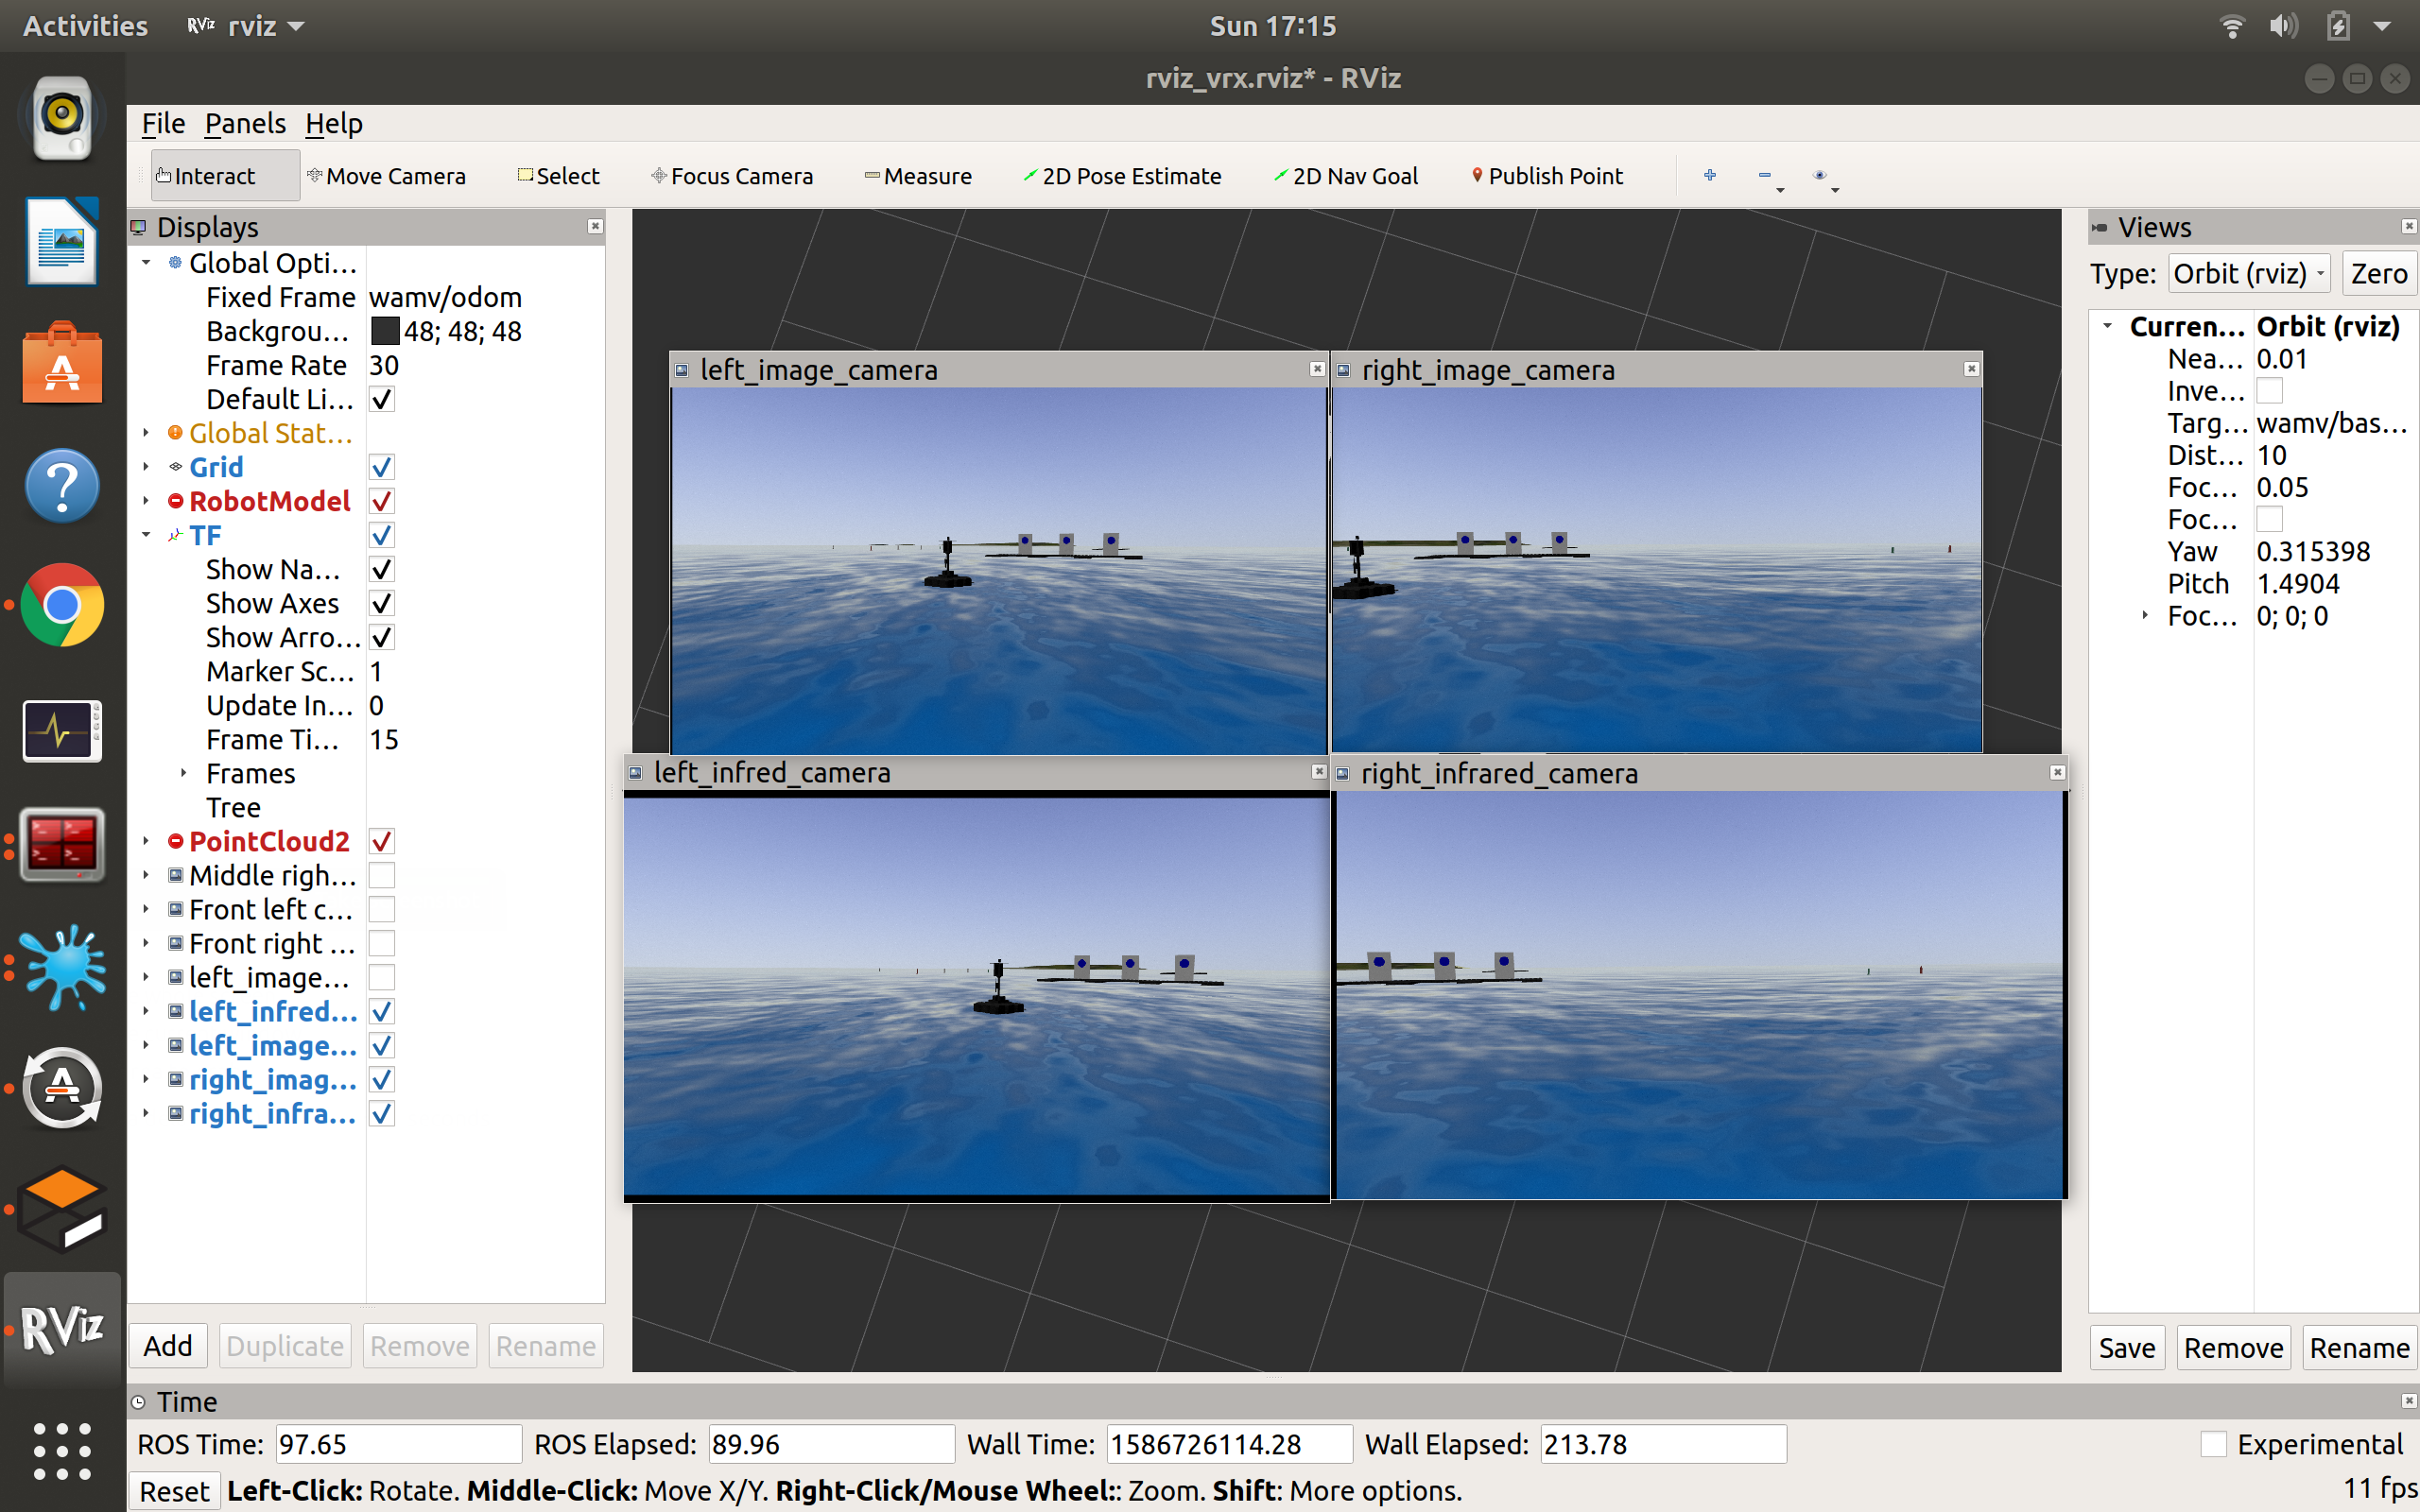 Activities RViz rviz Sun 17:15
rviz_vrx.rviz* - RViz
File Panels Help
Interact Move Camera Select Focus Camera Measure 2D Pose Estimate 2D Nav Goal Publish Point
Displays
Global Opti...
Fixed Frame wamv/odom
Backgrou... 48; 48; 48
Frame Rate 30
Default Li...
Global Stat...
Grid
RobotModel
TF
Show Na...
Show Axes
Show Arro...
Marker Sc... 1
Update In... 0
Frame Ti... 15
Frames
Tree
PointCloud2
Middle righ...
Front left c...
Front right ...
left_image...
left_infred...
left_image...
right_imag...
right_infra...
Add Duplicate Remove Rename
left_image_camera
right_image_camera
left_infred_camera
right_infrared_camera
Views
Type: Orbit (rviz) Zero
Curren... Orbit (rviz)
Nea... 0.01
Inve...
Targ... wamv/bas...
Dist... 10
Foc... 0.05
Foc...
Yaw 0.315398
Pitch 1.4904
Foc... 0; 0; 0
Save Remove Rename
RViz
Time
ROS Time: 97.65 ROS Elapsed: 89.96 Wall Time: 1586726114.28 Wall Elapsed: 213.78 Experimental
Reset Left-Click: Rotate. Middle-Click: Move X/Y. Right-Click/Mouse Wheel:: Zoom. Shift: More options. 11 fps